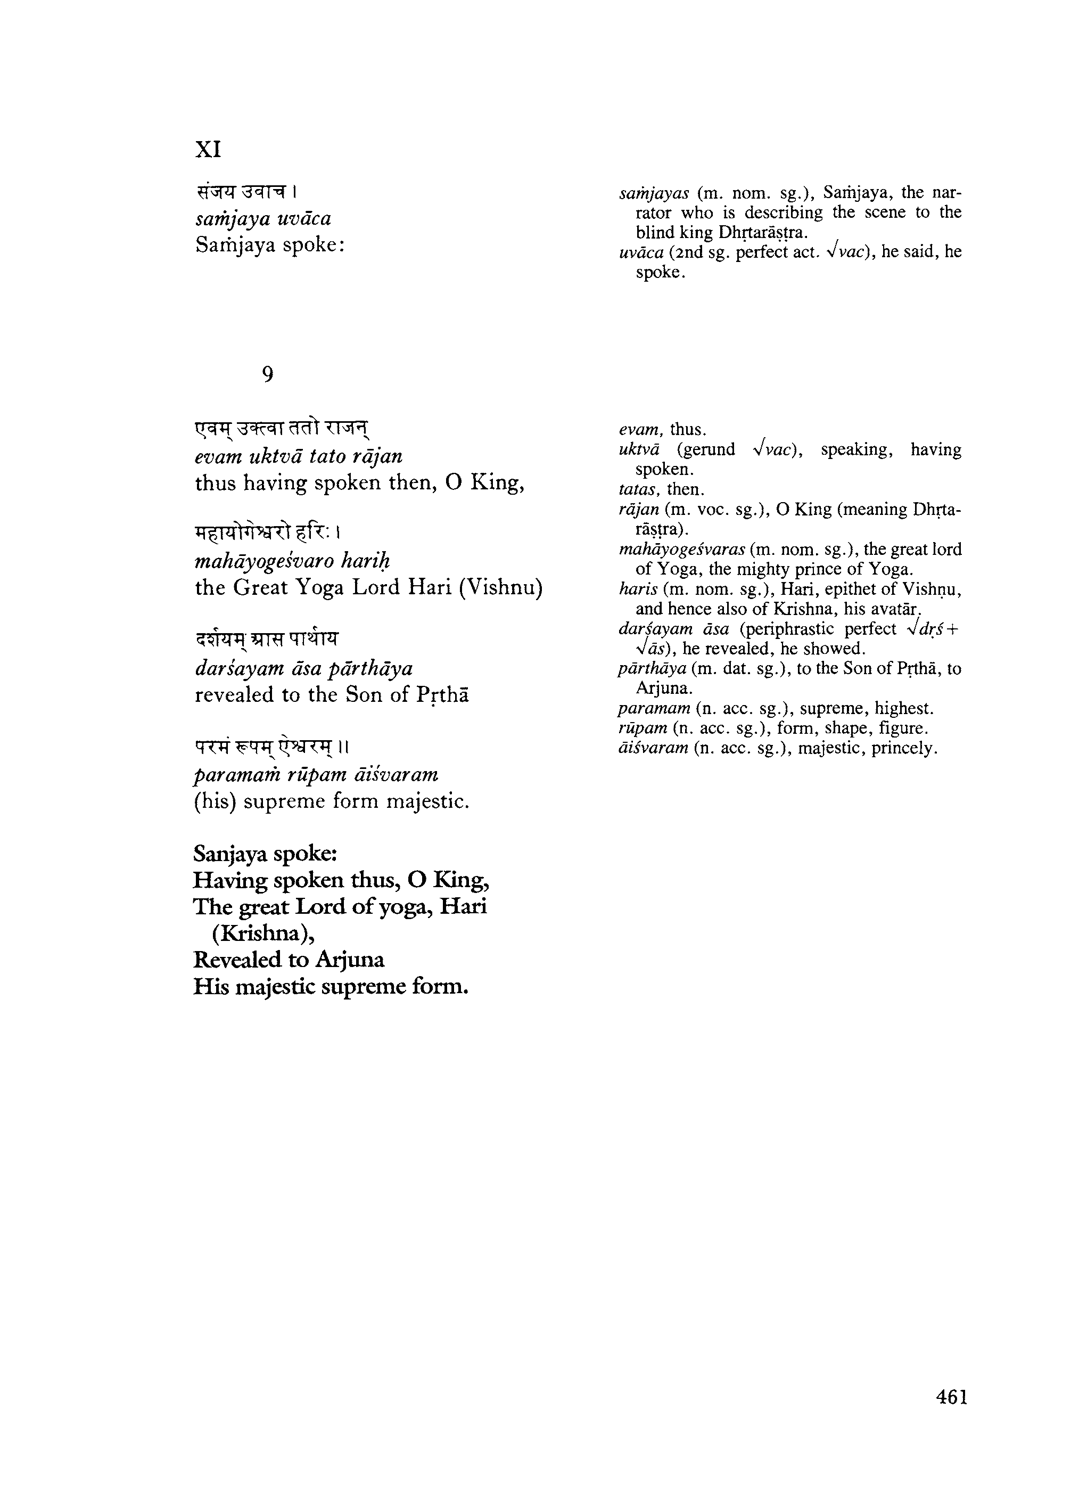 XI
संजय उवाच ।
saṁjaya uvāca
Saṁjaya spoke:
saṁjayas (m. nom. sg.), Saṁjaya, the nar-
rator who is describing the scene to the
blind king Dhṛtarāṣṭra.
uvāca (2nd sg. perfect act. √vac), he said, he
spoke.
9
एवम् उक्त्वा ततो राजन्
evam uktvā tato rājan
thus having spoken then, O King,
महायोगेश्वरो हरिः ।
mahāyogeśvaro hariḥ
the Great Yoga Lord Hari (Vishnu)
दर्शयम् आस पार्थाय
darśayam āsa pārthāya
revealed to the Son of Pṛthā
परमं रूपम् ऐश्वरम् ॥
paramaṁ rūpam āiśvaram
(his) supreme form majestic.
Sanjaya spoke:
Having spoken thus, O King,
The great Lord of yoga, Hari
(Krishna),
Revealed to Arjuna
His majestic supreme form.
evam, thus.
uktvā (gerund √vac), speaking, having
spoken.
tatas, then.
rājan (m. voc. sg.), O King (meaning Dhṛta-
rāṣṭra).
mahāyogeśvaras (m. nom. sg.), the great lord
of Yoga, the mighty prince of Yoga.
haris (m. nom. sg.), Hari, epithet of Vishṇu,
and hence also of Krishna, his avatār.
darśayam āsa (periphrastic perfect √dṛś+
√ās), he revealed, he showed.
pārthāya (m. dat. sg.), to the Son of Pṛthā, to
Arjuna.
paramam (n. acc. sg.), supreme, highest.
rūpam (n. acc. sg.), form, shape, figure.
āiśvaram (n. acc. sg.), majestic, princely.
461